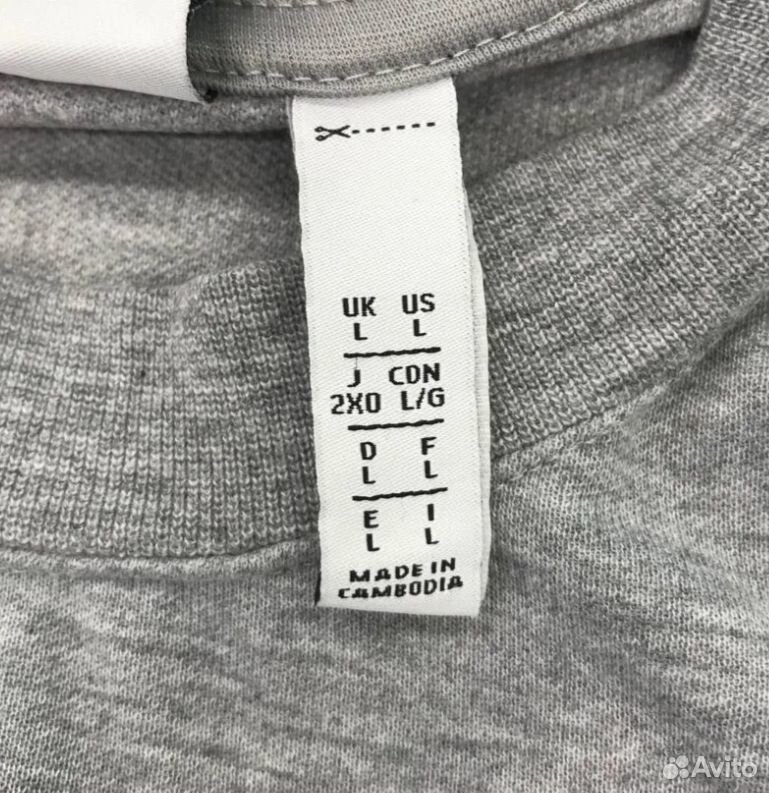 UK US
L L
J CDN
2XO L/G
D F
L L
E I
L L
MADE IN
CAMBODIA
Avito